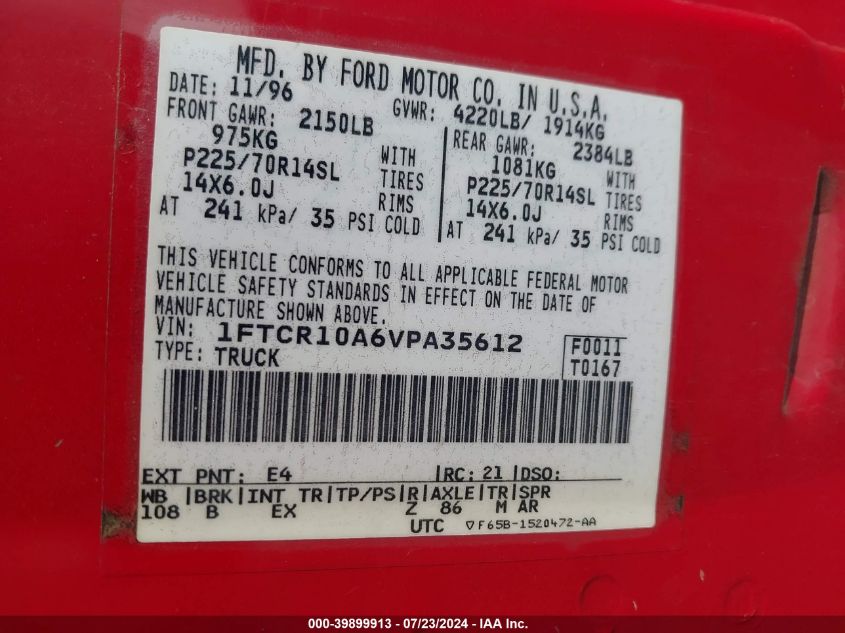 MFD. BY FORD MOTOR CO. IN U.S.A.
DATE: 11/96 GVWR: 4220LB/ 1914KG
FRONT GAWR: 2150LB REAR GAWR: 2384LB
975KG WITH 1081KG WITH
P225/70R14SL TIRES P225/70R14SL TIRES
14X6.0J RIMS 14X6.0J RIMS
AT 241 kPa/ 35 PSI COLD AT 241 kPa/ 35 PSI COLD
THIS VEHICLE CONFORMS TO ALL APPLICABLE FEDERAL MOTOR
VEHICLE SAFETY STANDARDS IN EFFECT ON THE DATE OF
MANUFACTURE SHOWN ABOVE.
VIN: 1FTCR10A6VPA35612 F0011
TYPE: TRUCK T0167
EXT PNT: E4 RC: 21 DSO:
WB BRK INT TR TP/PS R AXLE TR SPR
108 B EX Z 86 M AR
UTC ▽F65B-1520472-AA
000-39899913 - 07/23/2024 - IAA Inc.